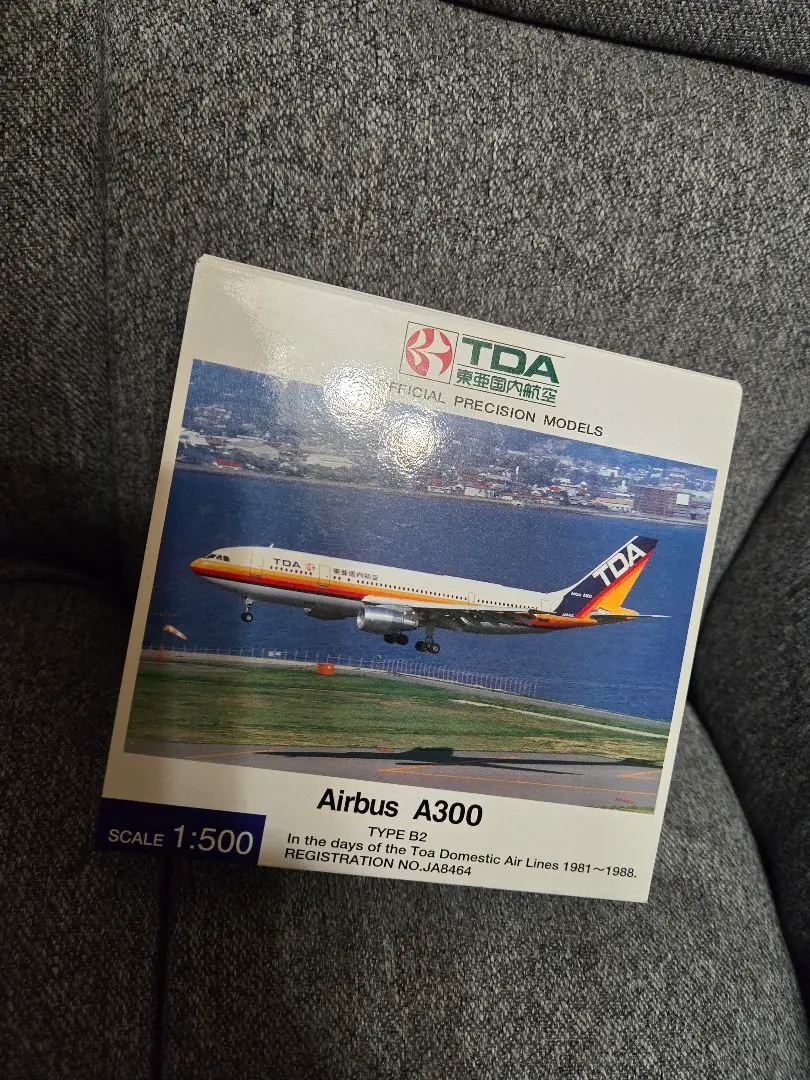 TDA
東亜国内航空
OFFICIAL PRECISION MODELS
TDA 東亜国内航空
TDA
Airbus A300
SCALE 1:500
TYPE B2
In the days of the Toa Domestic Air Lines 1981~1988.
REGISTRATION NO.JA8464